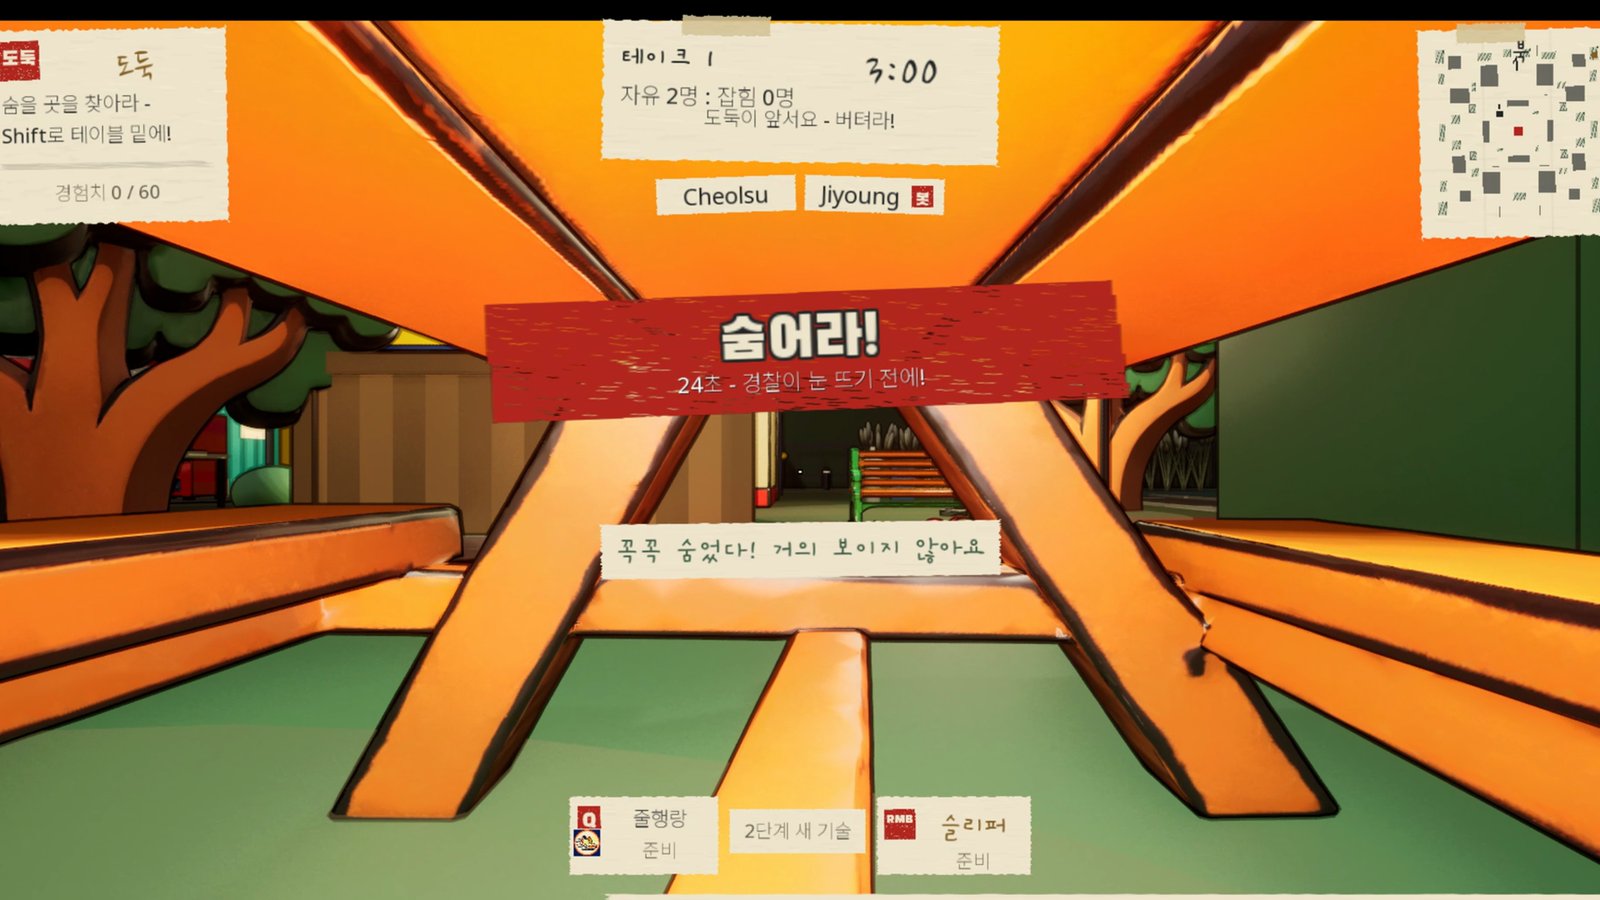 도둑
도둑
숨을 곳을 찾아라 -
Shift로 테이블 밑에!
경험치 0 / 60
테이크 1
3:00
자유 2명 : 잡힘 0명
도둑이 앞서요 - 버텨라!
Cheolsu
Jiyoung 봇
북
숨어라!
24초 - 경찰이 눈 뜨기 전에!
꼭꼭 숨었다! 거의 보이지 않아요
Q
줄행랑
준비
2단계 새 기술
RMB
슬리퍼
준비